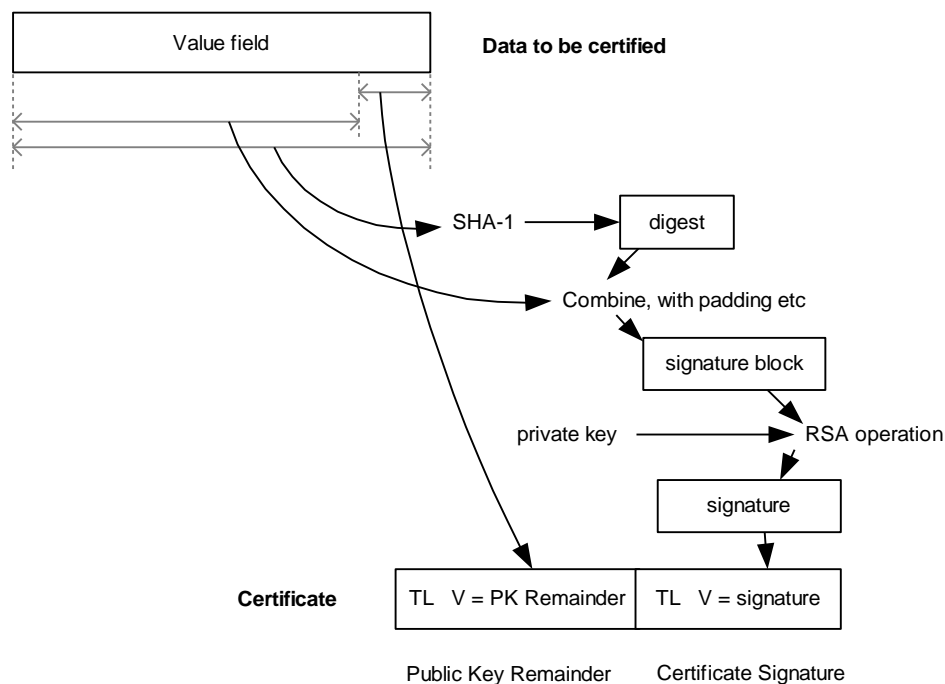 Value field
Data to be certified
SHA-1
digest
Combine, with padding etc
signature block
private key
RSA operation
signature
Certificate
TL V = PK Remainder
TL V = signature
Public Key Remainder
Certificate Signature